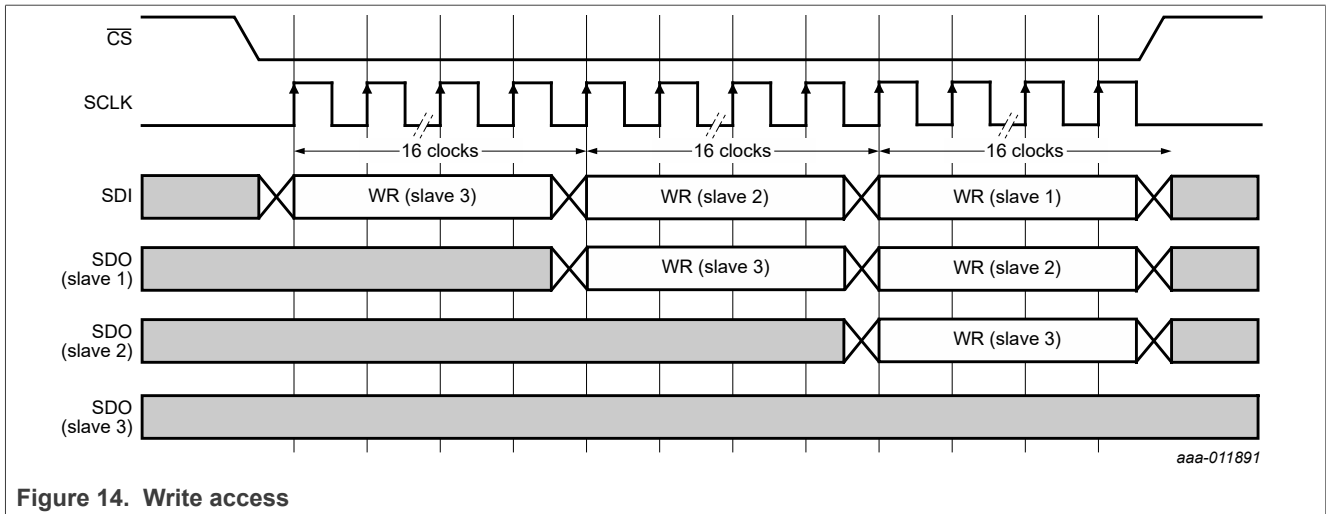 CS
SCLK
16 clocks 16 clocks 16 clocks
SDI WR (slave 3) WR (slave 2) WR (slave 1)
SDO
(slave 1) WR (slave 3) WR (slave 2)
SDO
(slave 2) WR (slave 3)
SDO
(slave 3)
aaa-011891
Figure 14. Write access